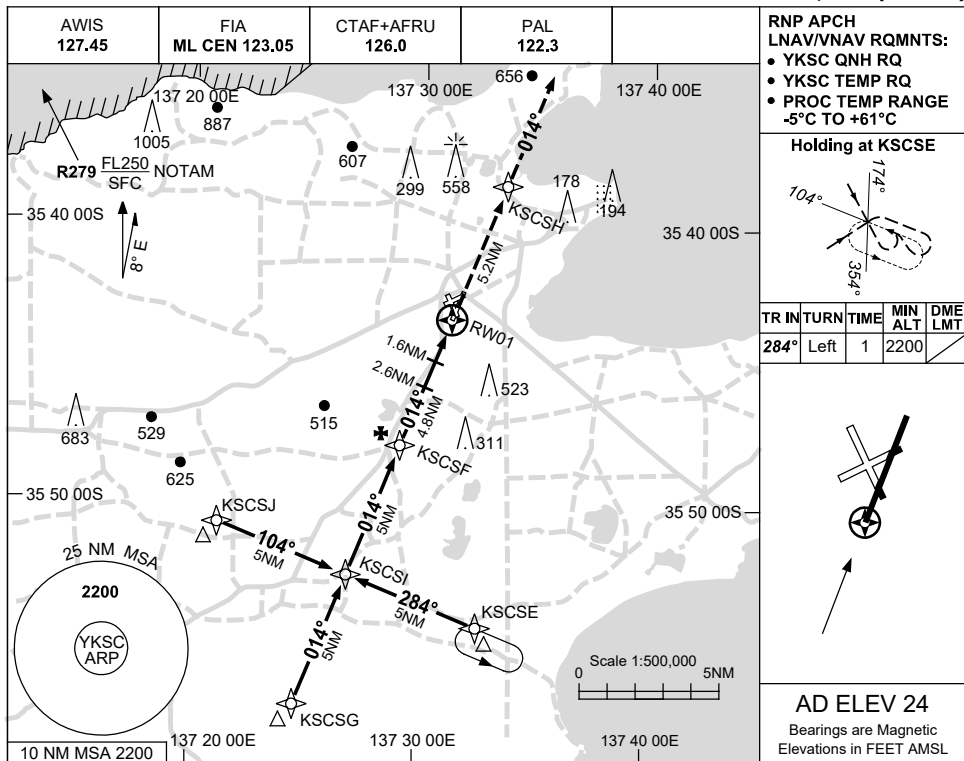 AWIS
127.45
FIA
ML CEN 123.05
CTAF+AFRU
126.0
PAL
122.3
RNP APCH
LNAV/VNAV RQMNTS:
• YKSC QNH RQ
• YKSC TEMP RQ
• PROC TEMP RANGE
-5°C TO +61°C
Holding at KSCSE
174°
104°
354°
TR IN TURN TIME MIN ALT DME LMT
284° Left 1 2200
AD ELEV 24
Bearings are Magnetic
Elevations in FEET AMSL
137 20 00E
137 30 00E
137 40 00E
656
014°
887
1005
607
299
558
178
194
R279 FL250 NOTAM
SFC
KSCSH
35 40 00S
35 40 00S
8° E
5.2NM
RW01
1.6NM
2.6NM
523
014°
4.8NM
683
529
515
311
625
KSCSF
35 50 00S
35 50 00S
KSCSJ
014°
5NM
104°
5NM
KSCSI
25 NM MSA
2200
YKSC
ARP
284°
5NM
KSCSE
014°
5NM
Scale 1:500,000
0 5NM
KSCSG
10 NM MSA 2200
137 20 00E
137 30 00E
137 40 00E